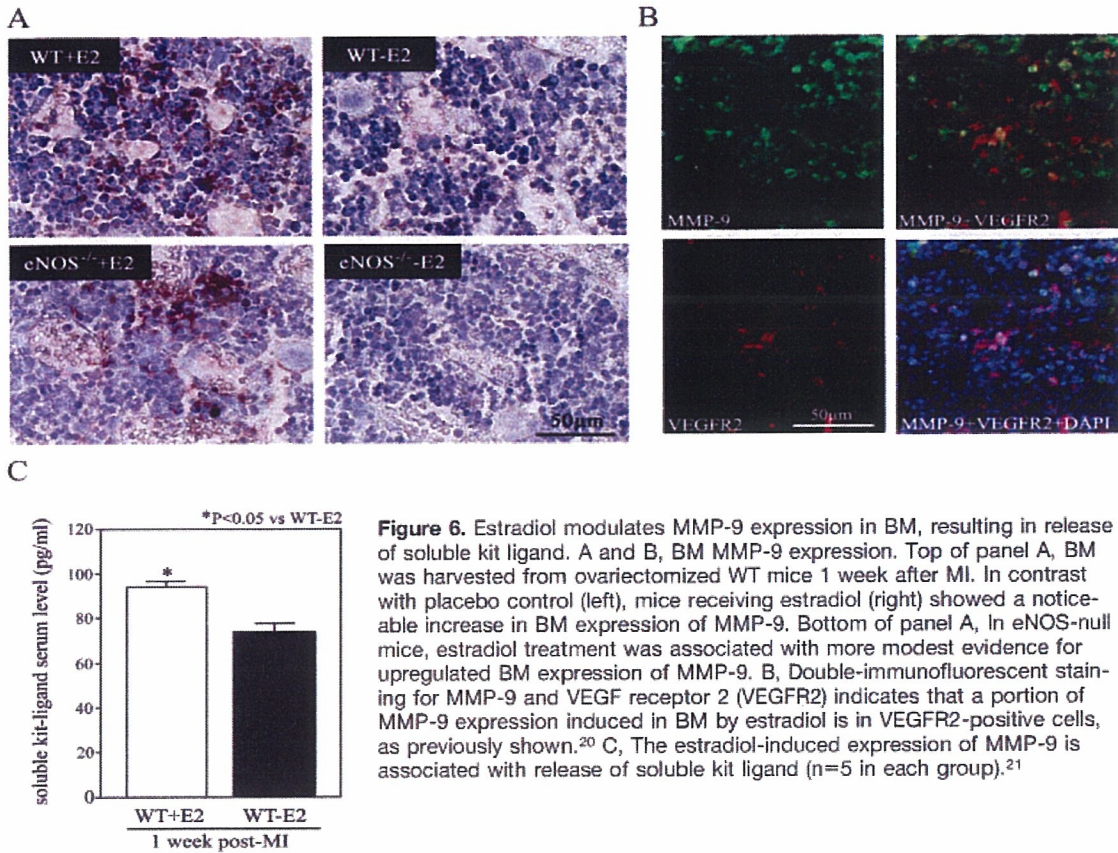 A
WT+E2
WT-E2
eNOS-/-+E2
eNOS-/--E2
50µm
B
MMP-9
MMP-9+VEGFR2
VEGFR2
50µm
MMP-9+VEGFR2+DAPI
C
*P<0.05 vs WT-E2
soluble kit-ligand serum level (pg/ml)
120
100
80
60
40
20
0
*
WT+E2
WT-E2
1 week post-MI
Figure 6. Estradiol modulates MMP-9 expression in BM, resulting in release
of soluble kit ligand. A and B, BM MMP-9 expression. Top of panel A, BM
was harvested from ovariectomized WT mice 1 week after MI. In contrast
with placebo control (left), mice receiving estradiol (right) showed a notice-
able increase in BM expression of MMP-9. Bottom of panel A, In eNOS-null
mice, estradiol treatment was associated with more modest evidence for
upregulated BM expression of MMP-9. B, Double-immunofluorescent stain-
ing for MMP-9 and VEGF receptor 2 (VEGFR2) indicates that a portion of
MMP-9 expression induced in BM by estradiol is in VEGFR2-positive cells,
as previously shown.20 C, The estradiol-induced expression of MMP-9 is
associated with release of soluble kit ligand (n=5 in each group).21